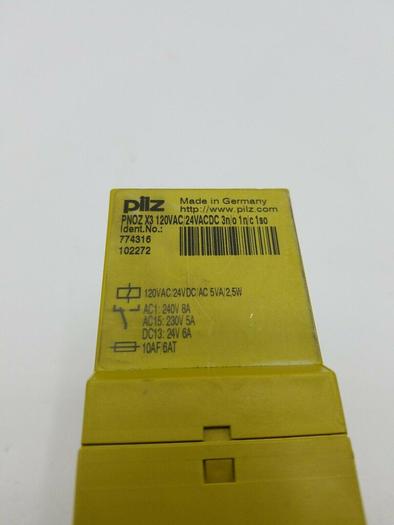 pilz
Made in Germany
http://www.pilz.com
PNOZ X3 120VAC/24VACDC 3n/o 1n/c 1so
Ident.No.:
774316
102272
120VAC/24VDC/AC 5VA/2,5W
AC1: 240V 8A
AC15: 230V 5A
DC13: 24V 6A
10AF/6AT